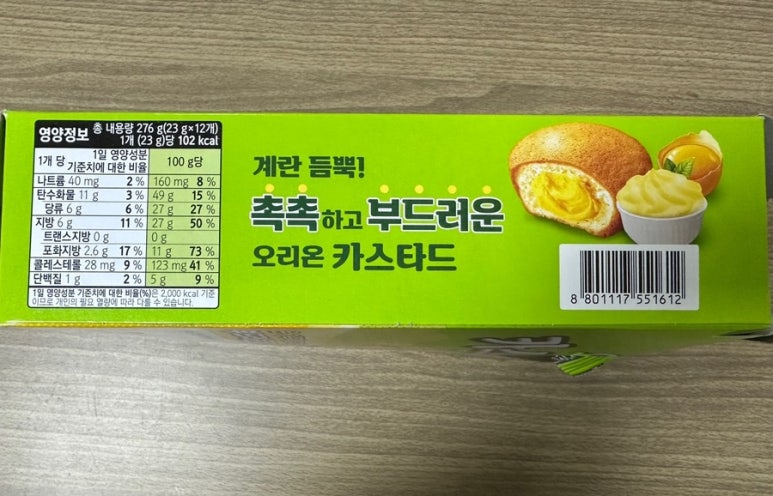 영양정보 총 내용량 276 g(23 g×12개)
1개 (23 g)당 102 kcal
1개 당 1일 영양성분 기준치에 대한 비율 100 g당
나트륨 40 mg 2 % 160 mg 8 %
탄수화물 11 g 3 % 49 g 15 %
당류 6 g 6 % 27 g 27 %
지방 6 g 11 % 27 g 50 %
트랜스지방 0 g 0 g
포화지방 2.6 g 17 % 11 g 73 %
콜레스테롤 28 mg 9 % 123 mg 41 %
단백질 1 g 2 % 5 g 9 %
1일 영양성분 기준치에 대한 비율(%)은 2,000 kcal 기준
이므로 개인의 필요 열량에 따라 다를 수 있습니다.
계란 듬뿍!
촉촉하고 부드러운
오리온 카스타드
8 801117 551612